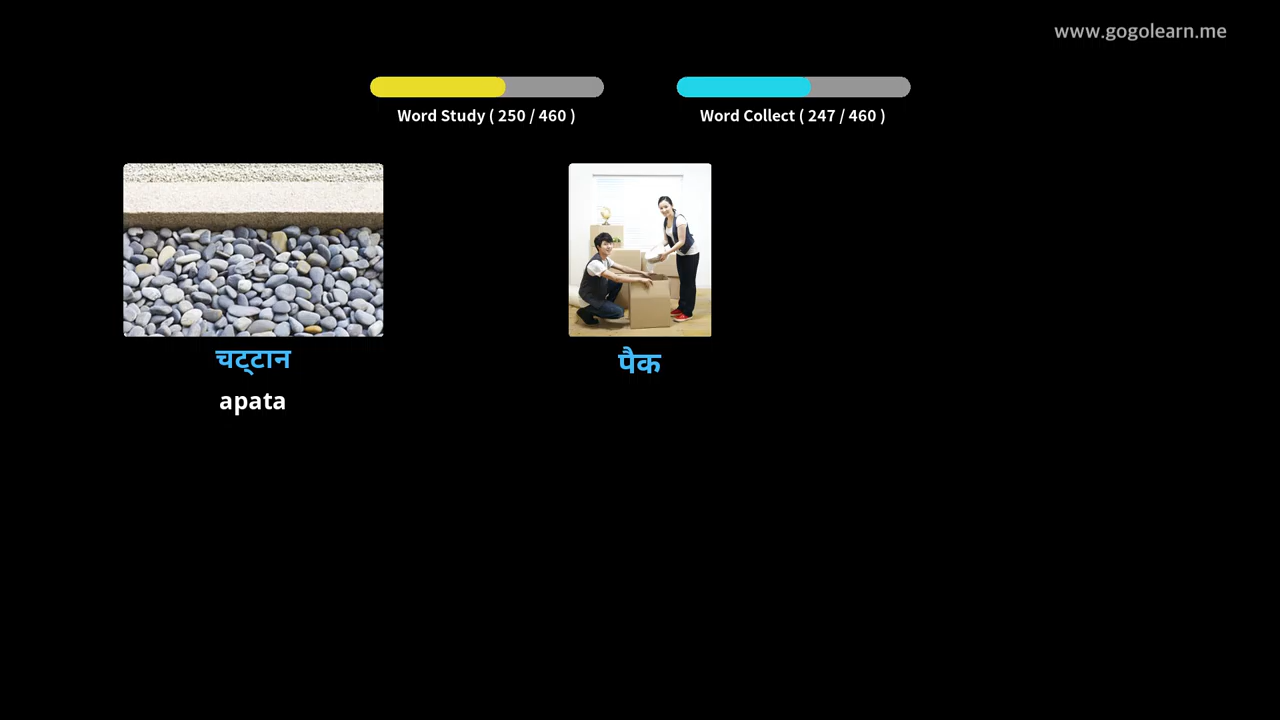 www.gogolearn.me
Word Study ( 250 / 460 )
Word Collect ( 247 / 460 )
चट्टान
पैक
apata